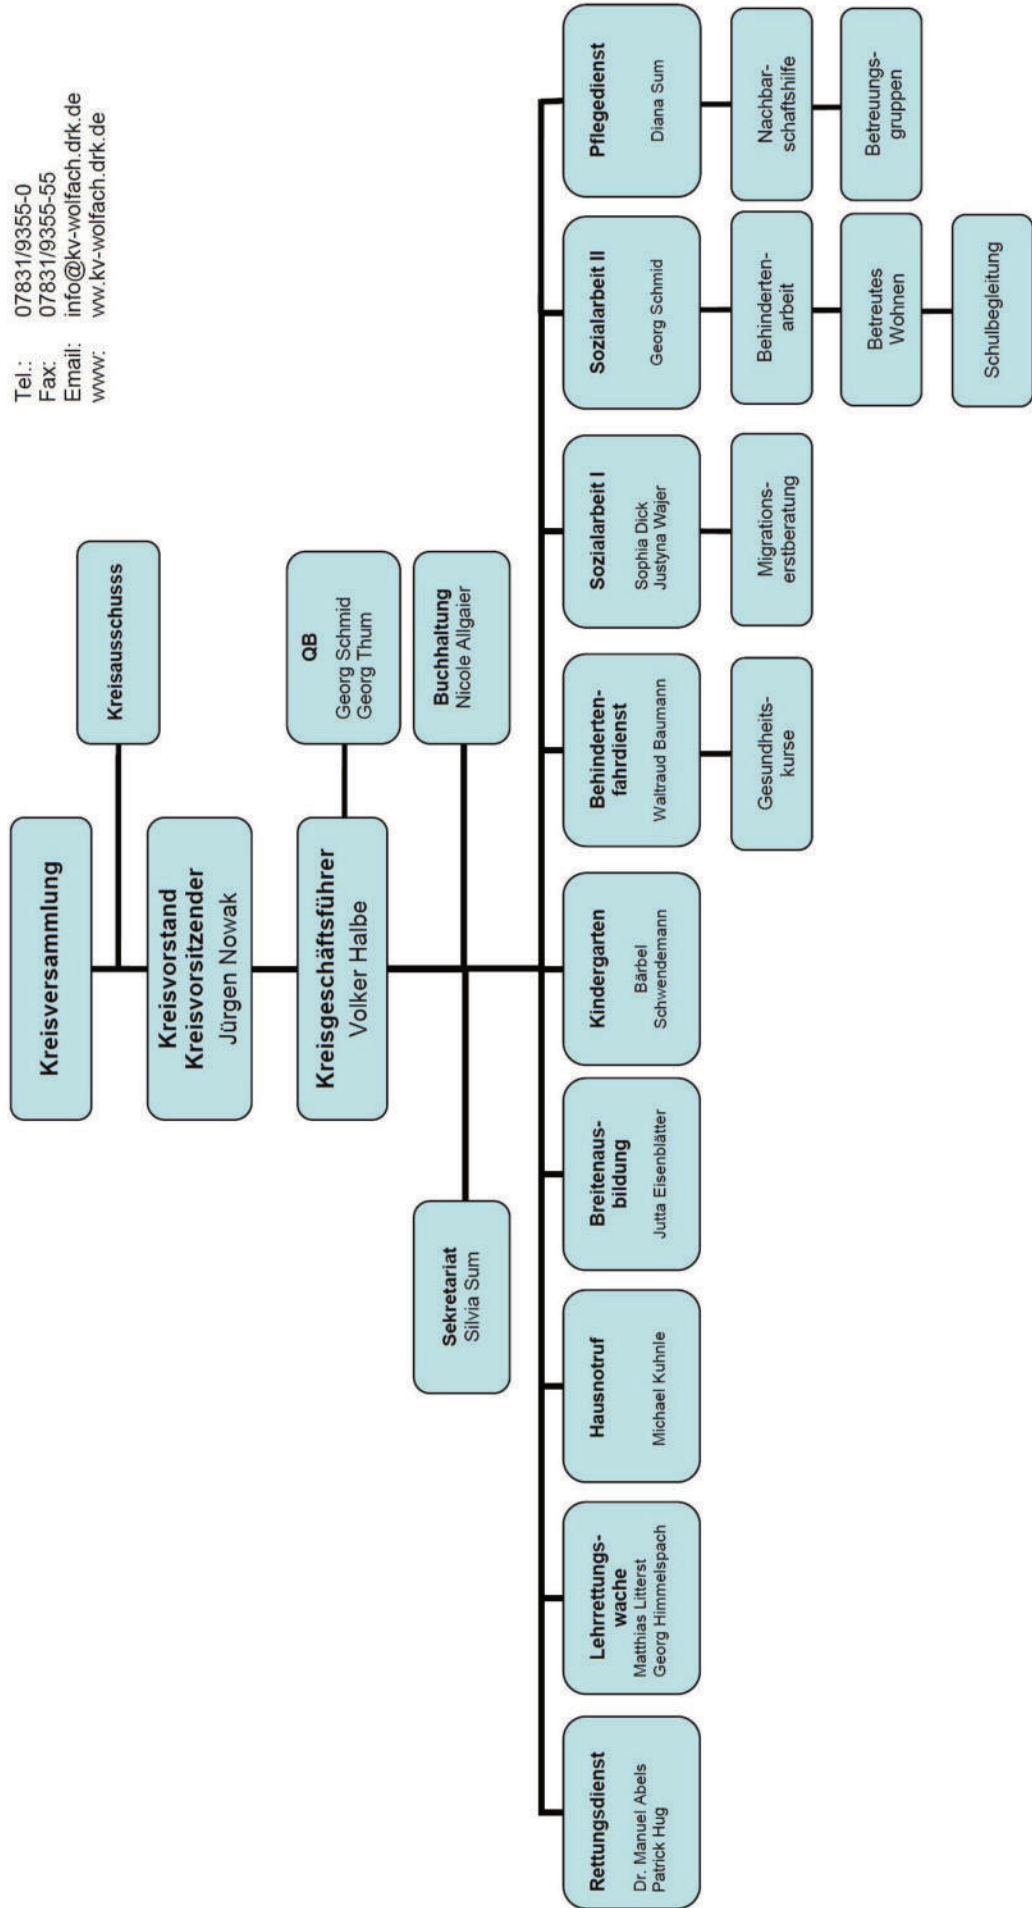 Tel.: 07831/9355-0
Fax: 07831/9355-55
Email: info@kv-wolfach.drk.de
www: ww.kv-wolfach.drk.de
Kreisversammlung
Kreisausschusss
Kreisvorstand
Kreisvorsitzender
Jürgen Nowak
Kreisgeschäftsführer
Volker Halbe
QB
Georg Schmid
Georg Thum
Sekretariat
Silvia Sum
Buchhaltung
Nicole Allgaier
Rettungsdienst
Dr. Manuel Abels
Patrick Hug
Lehrrettungs-
wache
Matthias Litterst
Georg Himmelspach
Hausnotruf
Michael Kuhnle
Breitenaus-
bildung
Jutta Eisenblätter
Kindergarten
Bärbel
Schwendemann
Behinderten-
fahrdienst
Waltraud Baumann
Gesundheits-
kurse
Sozialarbeit I
Sophia Dick
Justyna Wajer
Migrations-
erstberatung
Sozialarbeit II
Georg Schmid
Behinderten-
arbeit
Betreutes
Wohnen
Schulbegleitung
Pflegedienst
Diana Sum
Nachbar-
schaftshilfe
Betreuungs-
gruppen